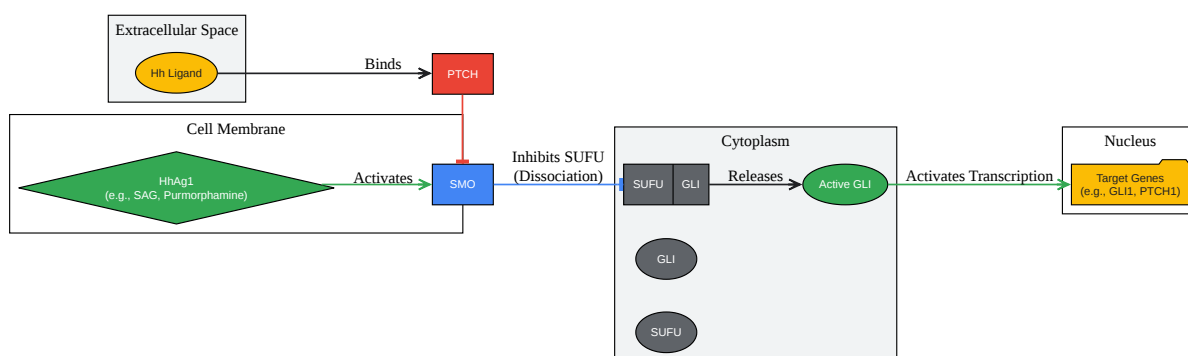 Extracellular Space
Hh Ligand
Binds
PTCH
Cell Membrane
HhAg1
(e.g., SAG, Purmorphamine)
Activates
SMO
Inhibits SUFU
(Dissociation)
Cytoplasm
SUFU
GLI
Releases
Active GLI
Activates Transcription
Nucleus
Target Genes
(e.g., GLI1, PTCH1)
GLI
SUFU